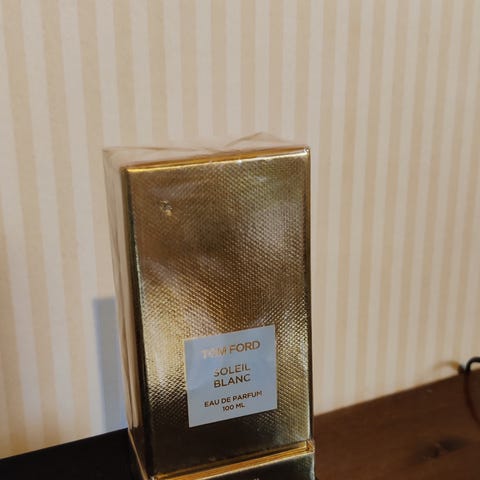 TOM FORD
SOLEIL
BLANC
EAU DE PARFUM
100 ML